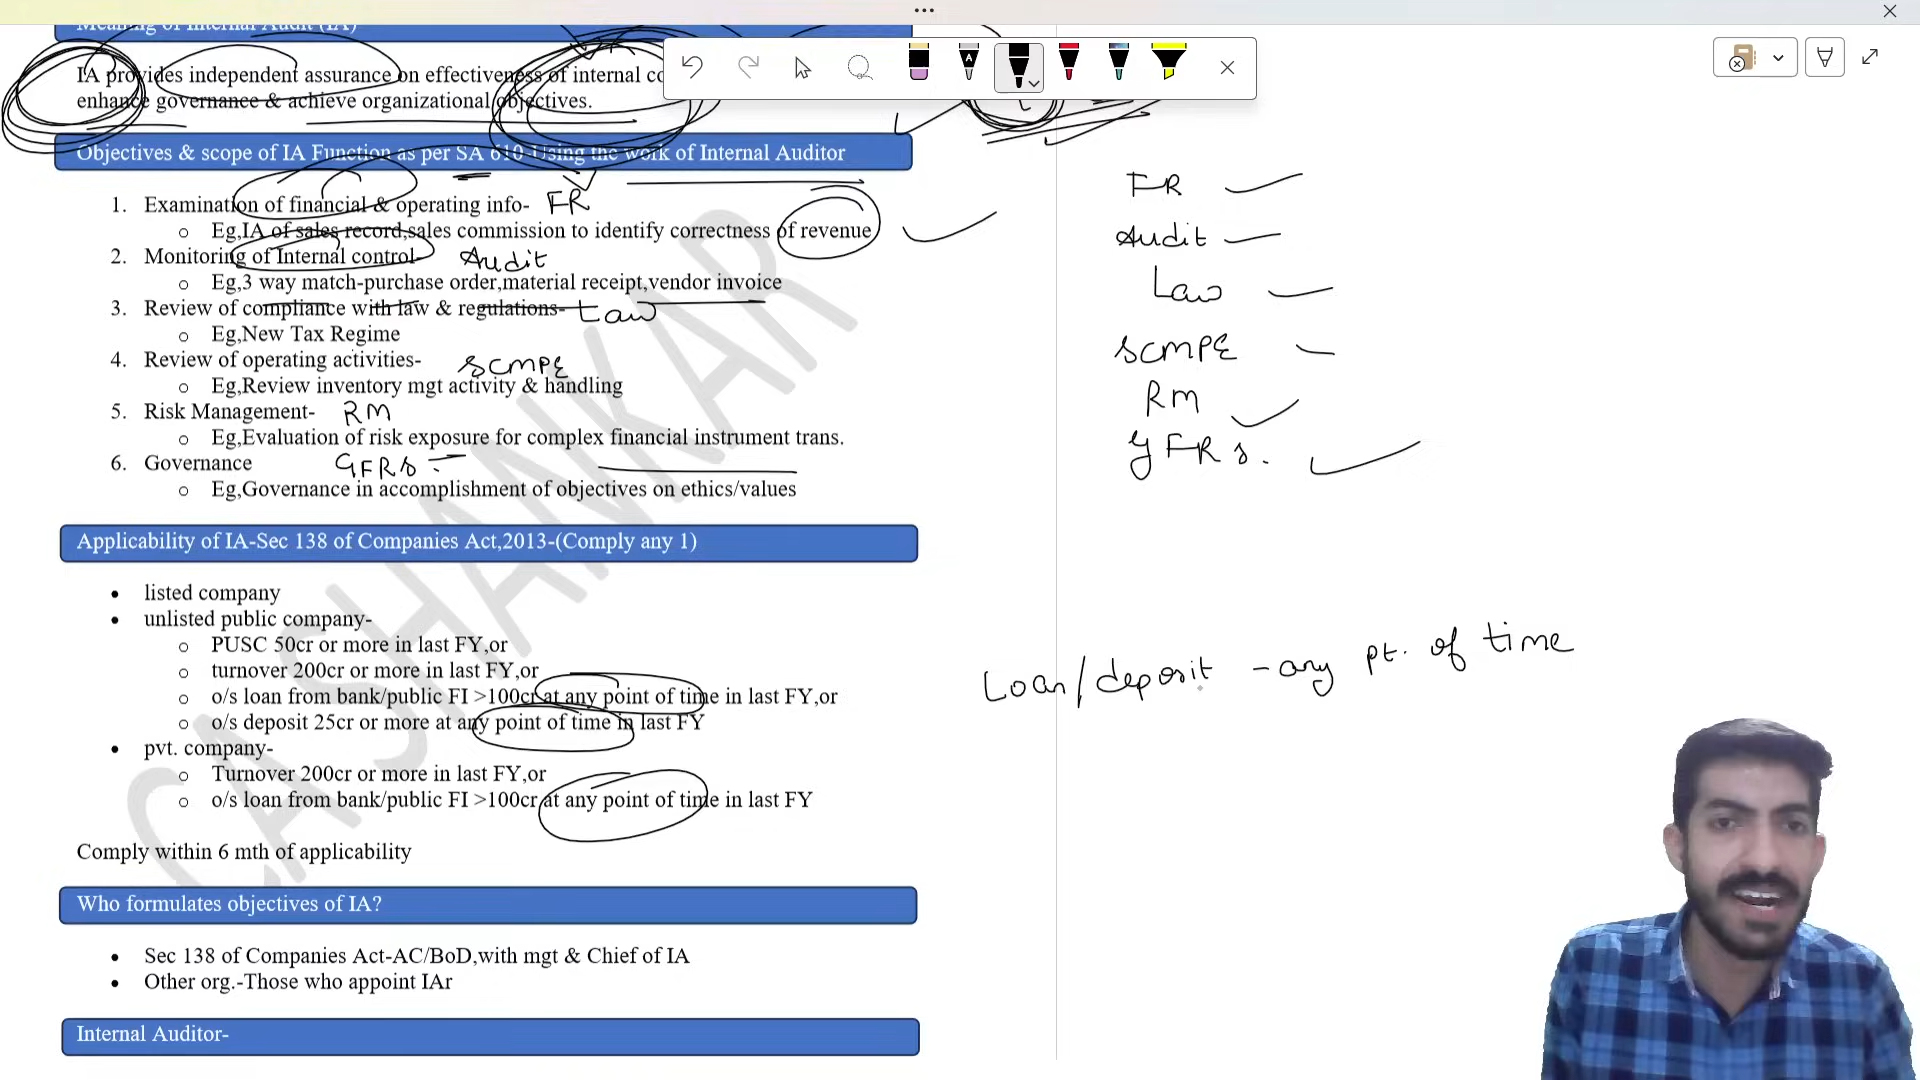 Meaning of Internal Audit (IA)
IA provides independent assurance on effectiveness of internal co
enhance governance & achieve organizational objectives.
Objectives & scope of IA Function as per SA 610-Using the work of Internal Auditor
1. Examination of financial & operating info- FR
o Eg,IA of sales record,sales commission to identify correctness of revenue
2. Monitoring of Internal control- Audit
o Eg,3 way match-purchase order,material receipt,vendor invoice
3. Review of compliance with law & regulations- Law
o Eg,New Tax Regime
4. Review of operating activities- SCMPE
o Eg,Review inventory mgt activity & handling
5. Risk Management- RM
o Eg,Evaluation of risk exposure for complex financial instrument trans.
6. Governance GFRS.
o Eg,Governance in accomplishment of objectives on ethics/values
Applicability of IA-Sec 138 of Companies Act,2013-(Comply any 1)
• listed company
• unlisted public company-
o PUSC 50cr or more in last FY,or
o turnover 200cr or more in last FY,or
o o/s loan from bank/public FI >100cr at any point of time in last FY,or
o o/s deposit 25cr or more at any point of time in last FY
• pvt. company-
o Turnover 200cr or more in last FY,or
o o/s loan from bank/public FI >100cr at any point of time in last FY
Comply within 6 mth of applicability
Who formulates objectives of IA?
• Sec 138 of Companies Act-AC/BoD,with mgt & Chief of IA
• Other org.-Those who appoint IAr
Internal Auditor-
CA SHANKAR
FR
Audit
Law
SCMPE
RM
GFRS.
Loan/deposit - any pt. of time